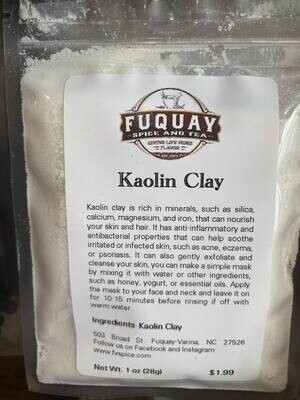 FUQUAY
SPICE AND TEA
GIVING LIFE MORE
FLAVOR
Kaolin Clay
Kaolin clay is rich in minerals, such as silica,
calcium, magnesium, and iron, that can nourish
your skin and hair. It has anti-inflammatory and
antibacterial properties that can help soothe
irritated or infected skin, such as acne, eczema,
or psoriasis. It can also gently exfoliate and
cleanse your skin, you can make a simple mask
by mixing it with water or other ingredients,
such as honey, yogurt, or essential oils. Apply
the mask to your face and neck and leave it on
for 10-15 minutes before rinsing if off with
warm water.
Ingredients: Kaolin Clay
503 Broad St. Fuquay-Varina, NC 27526
Follow us on Facebook and Instagram
www.fvspice.com
Net Wt. 1 oz (28g) $1.99